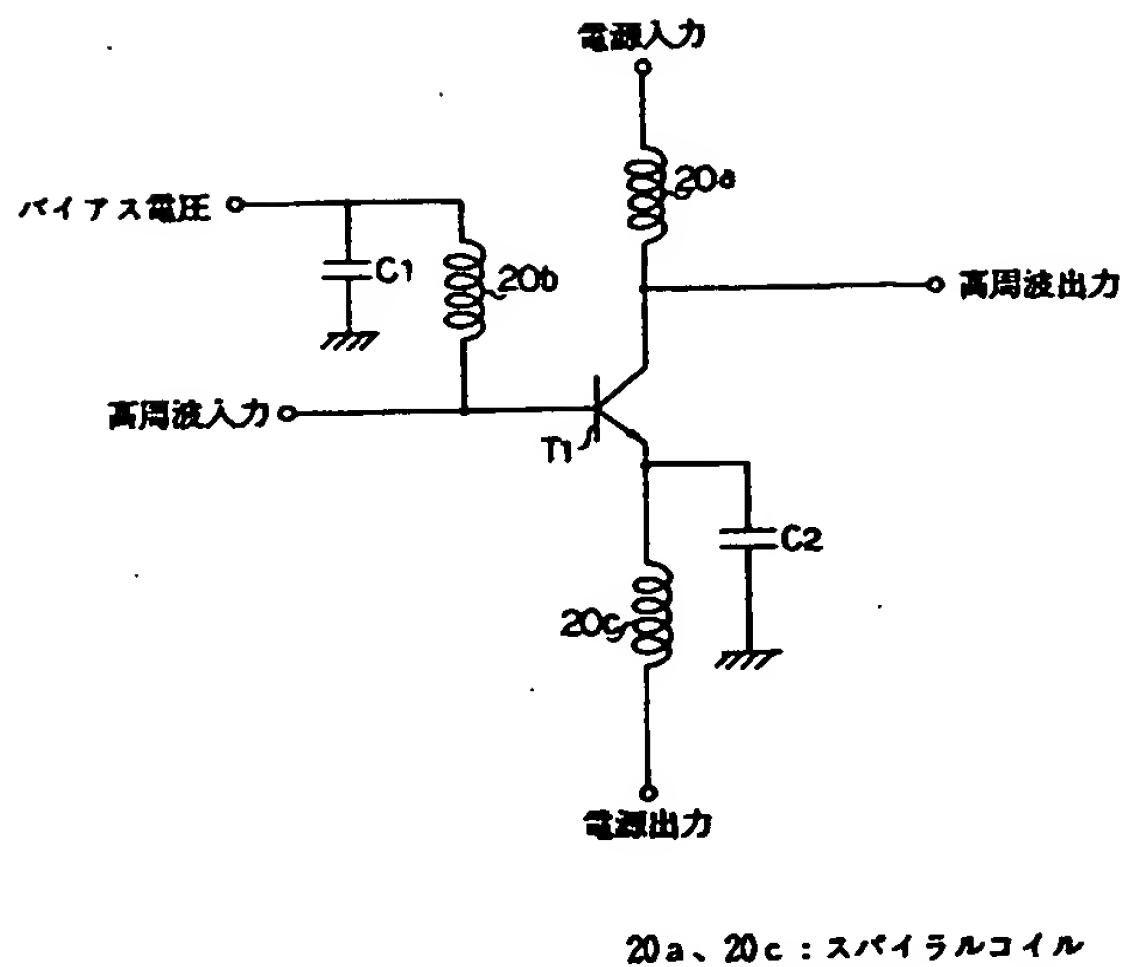 電源入力
20a
バイアス電圧
C1
20b
高周波出力
高周波入力
T1
C2
20c
電源出力
20a、20c:スパイラルコイル